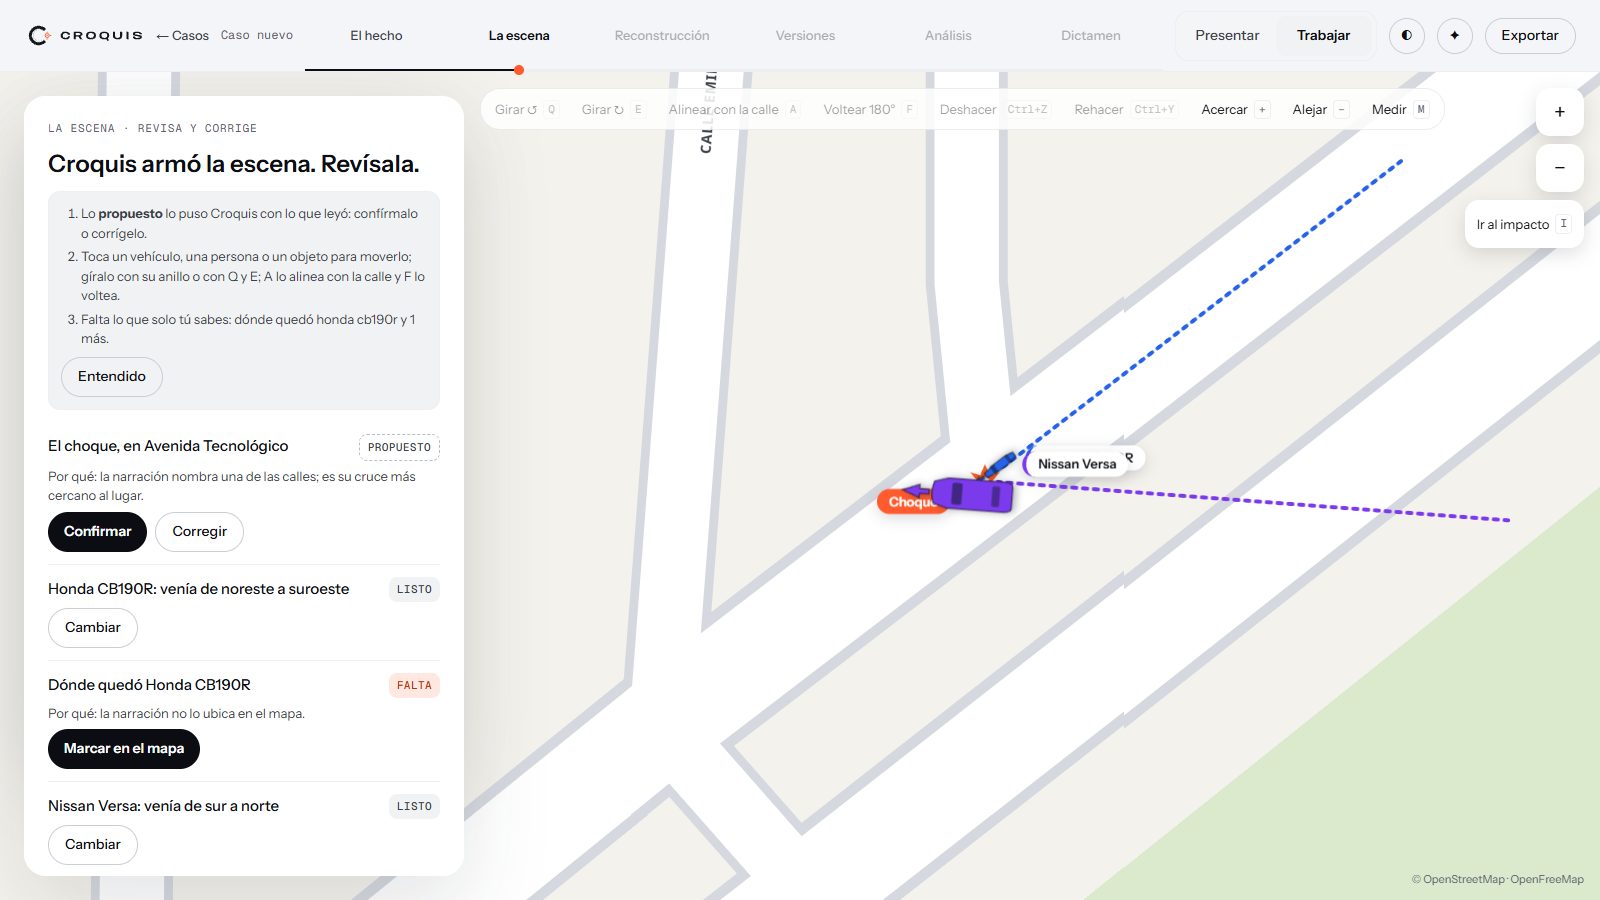 CROQUIS
← Casos
Caso nuevo
El hecho
La escena
Reconstrucción
Versiones
Análisis
Dictamen
Presentar
Trabajar
Exportar
Girar ↺ Q
Girar ↻ E
Alinear con la calle A
Voltear 180° F
Deshacer Ctrl+Z
Rehacer Ctrl+Y
Acercar +
Alejar −
Medir M
+
−
Ir al impacto I
LA ESCENA · REVISA Y CORRIGE
Croquis armó la escena. Revísala.
1. Lo propuesto lo puso Croquis con lo que leyó: confírmalo
o corrígelo.
2. Toca un vehículo, una persona o un objeto para moverlo;
gíralo con su anillo o con Q y E; A lo alinea con la calle y F lo
voltea.
3. Falta lo que solo tú sabes: dónde quedó honda cb190r y 1
más.
Entendido
El choque, en Avenida Tecnológico
PROPUESTO
Por qué: la narración nombra una de las calles; es su cruce más
cercano al lugar.
Confirmar
Corregir
Honda CB190R: venía de noreste a suroeste
LISTO
Cambiar
Dónde quedó Honda CB190R
FALTA
Por qué: la narración no lo ubica en el mapa.
Marcar en el mapa
Nissan Versa: venía de sur a norte
LISTO
Cambiar
Nissan Versa
R
© OpenStreetMap · OpenFreeMap